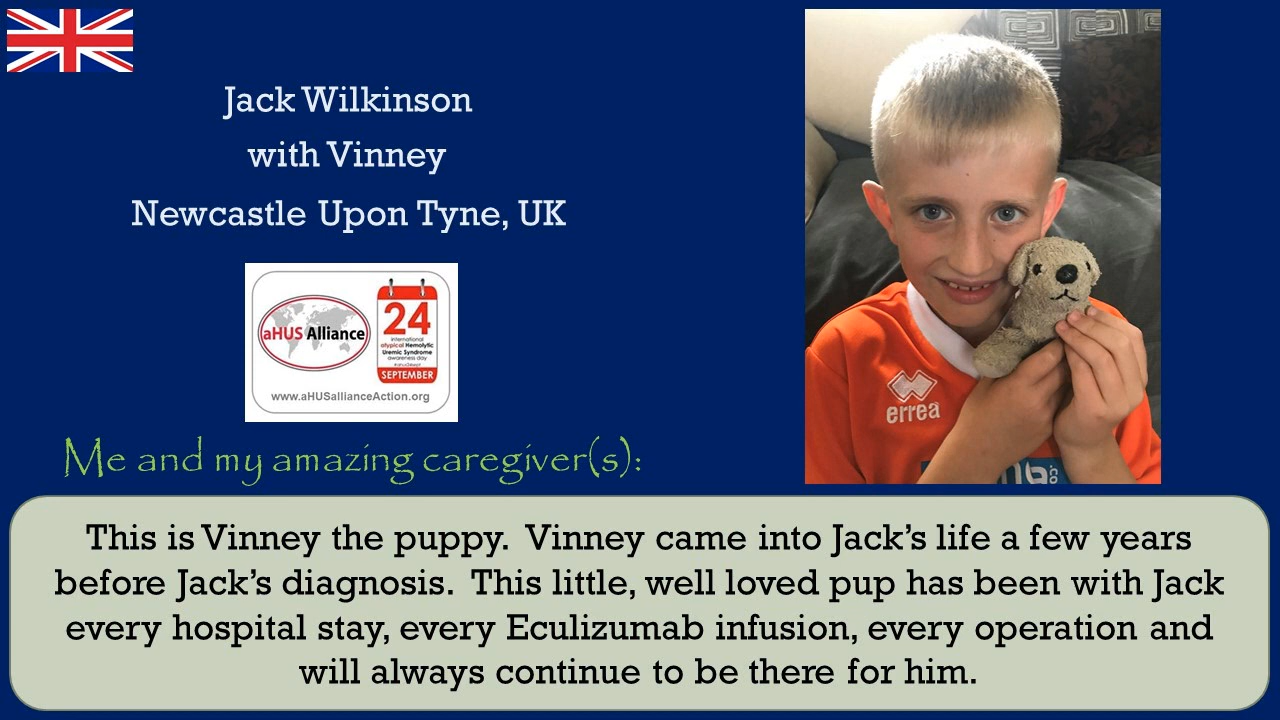 Jack Wilkinson
with Vinney
Newcastle Upon Tyne, UK
aHUS Alliance
24
international
atypical Hemolytic
Uremic Syndrome
awareness day
SEPTEMBER
www.aHUSallianceAction.org
errea
Me and my amazing caregiver(s):
This is Vinney the puppy.  Vinney came into Jack’s life a few years
before Jack’s diagnosis.  This little, well loved pup has been with Jack
every hospital stay, every Eculizumab infusion, every operation and
will always continue to be there for him.